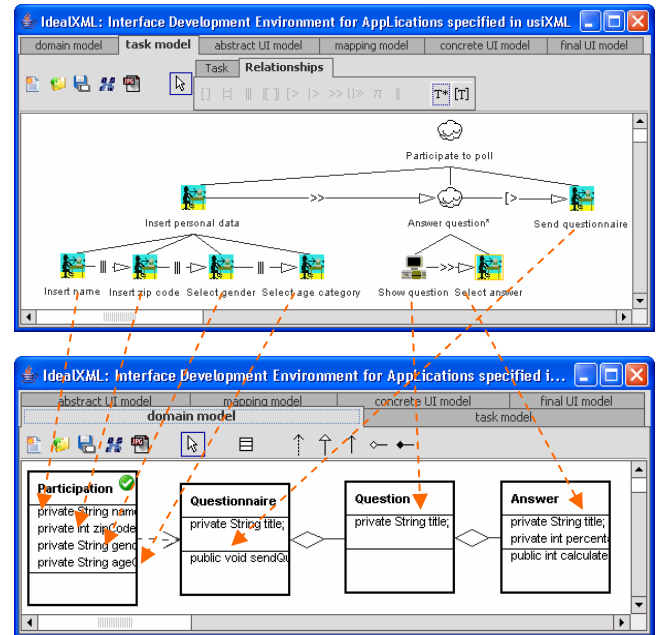 IdealXML: Interface Development Environment for AppLications specified in usiXML
domain model task model abstract UI model mapping model concrete UI model final UI model
Task Relationships
[] |=| ||| |[]| [> |> >> []>> π || T* [T]
Participate to poll
>> [>
Insert personal data Answer question* Send questionnaire
||| ||| ||| >>
Insert name Insert zip code Select gender Select age category Show question Select answer
IdealXML: Interface Development Environment for AppLications specified i...
abstract UI model mapping model concrete UI model final UI model
domain model task model
Participation Questionnaire Question Answer
private String name
private int zipCode
private String gend
private String ageC
private String title;
public void sendQu
private String title;
private String title;
private int percenta
public int calculate